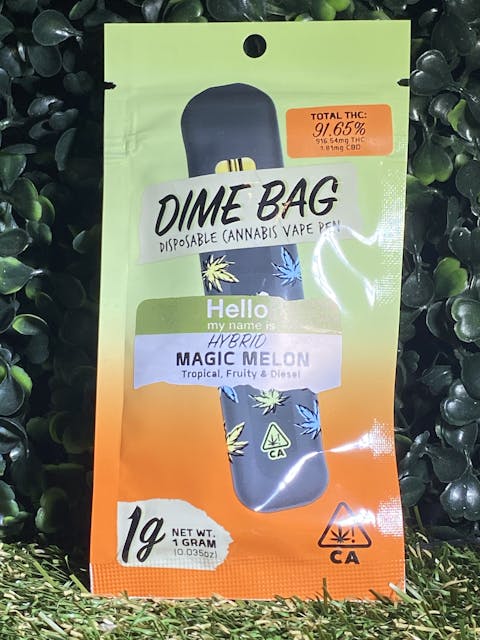 TOTAL THC:
91.65%
916.54mg THC
1.81mg CBD
DIME BAG
DISPOSABLE CANNABIS VAPE PEN
Hello
my name is
HYBRID
MAGIC MELON
Tropical, Fruity & Diesel
CA
1g
NET WT.
1 GRAM
(0.035oz)
!
CA